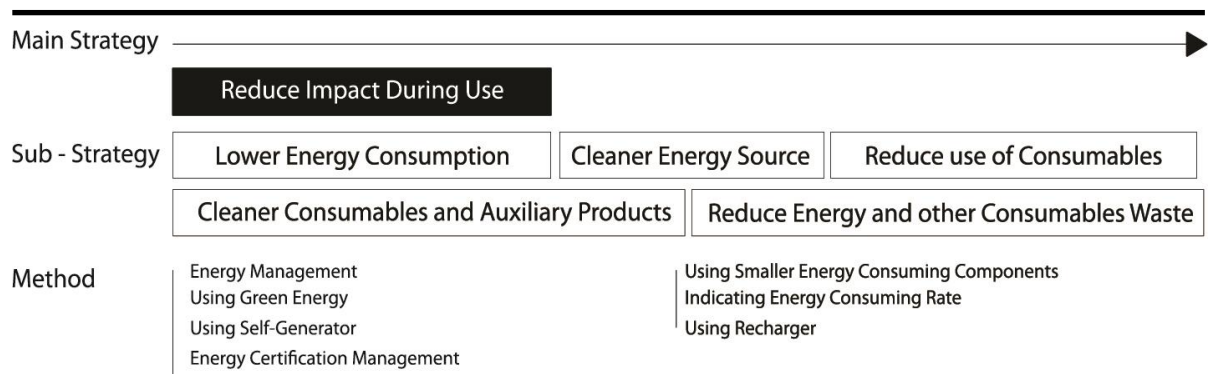 Main Strategy
Reduce Impact During Use
Sub - Strategy
Lower Energy Consumption
Cleaner Energy Source
Reduce use of Consumables
Cleaner Consumables and Auxiliary Products
Reduce Energy and other Consumables Waste
Method
Energy Management
Using Green Energy
Using Self-Generator
Energy Certification Management
Using Smaller Energy Consuming Components
Indicating Energy Consuming Rate
Using Recharger